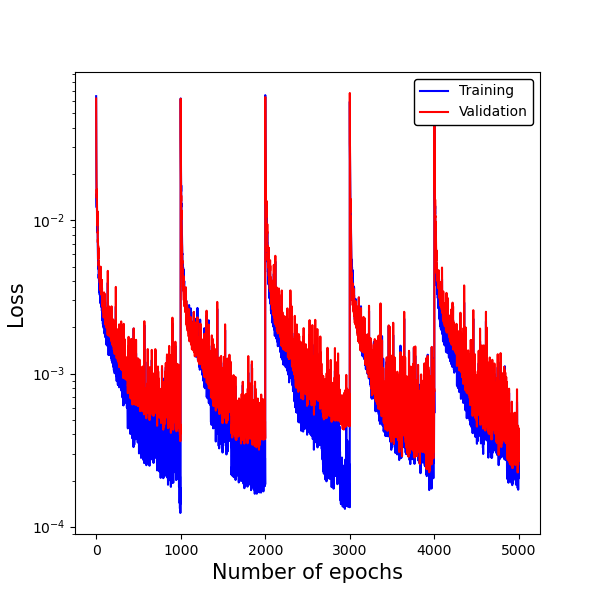 Training
Validation
Loss
10⁻²
10⁻³
10⁻⁴
0 1000 2000 3000 4000 5000
Number of epochs